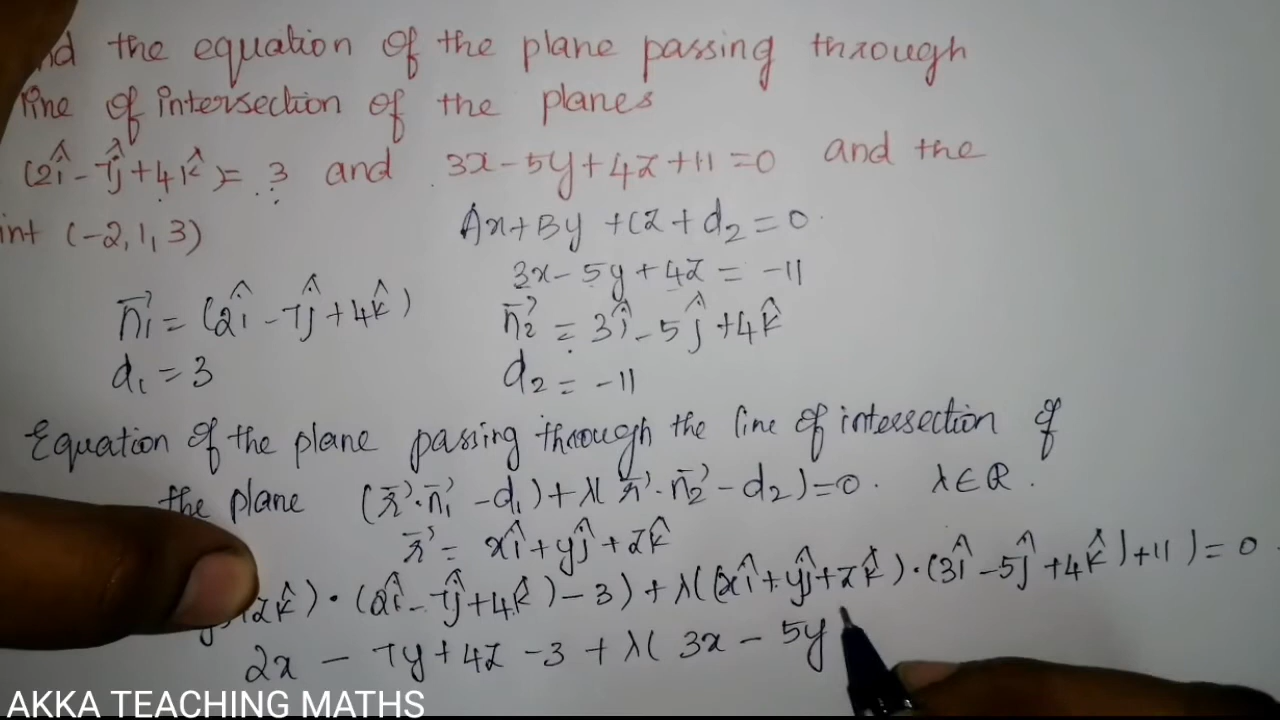 nd the equation of the plane passing through
line of intersection of the planes
(2î - 7ĵ + 4k̂) = 3 and 3x - 5y + 4z + 11 = 0 and the
int (-2, 1, 3)
Ax + By + Cz + d₂ = 0
3x - 5y + 4z = -11
n⃗₁ = (2î - 7ĵ + 4k̂)
n⃗₂ = 3î - 5ĵ + 4k̂
d₁ = 3
d₂ = -11
Equation of the plane passing through the line of intersection of
the plane (r⃗·n⃗₁ - d₁) + λ(r⃗·n⃗₂ - d₂) = 0. λ∈ℝ.
r⃗ = xî + yĵ + zk̂
zk̂)·(2î - 7ĵ + 4k̂) - 3) + λ((xî + yĵ + zk̂)·(3î - 5ĵ + 4k̂) + 11) = 0.
2x - 7y + 4z - 3 + λ( 3x - 5y
AKKA TEACHING MATHS